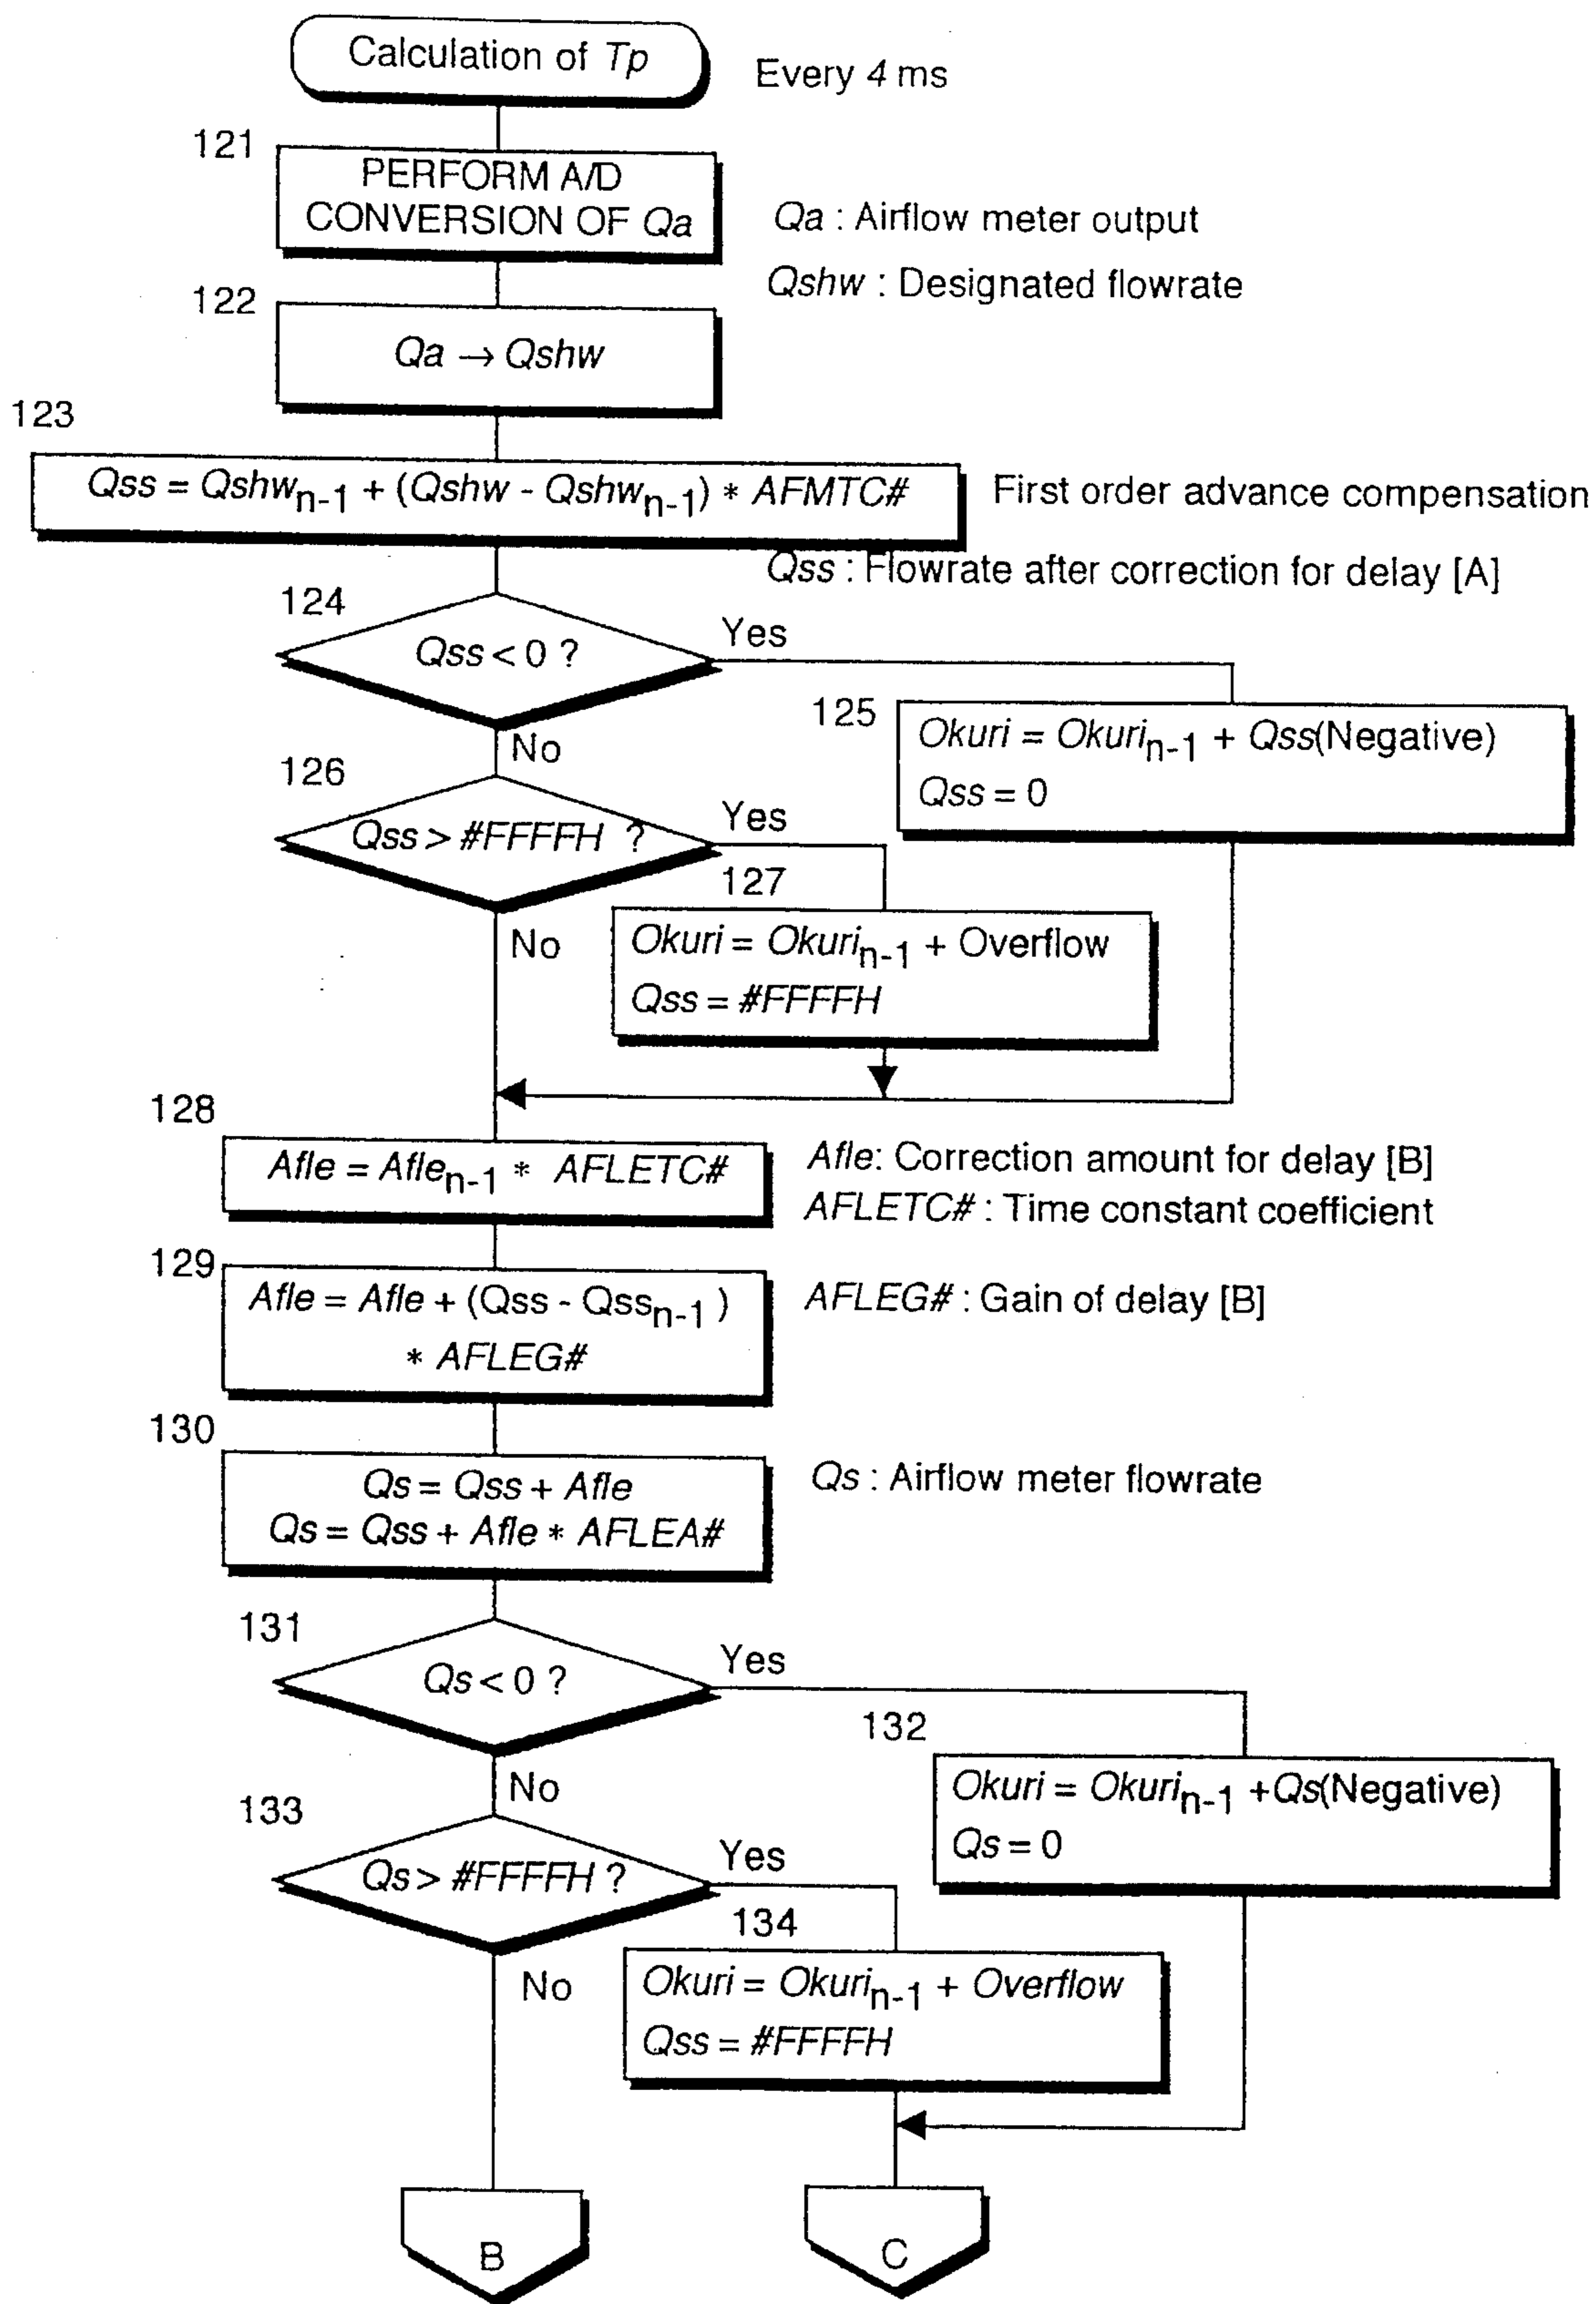 Calculation of Tp
Every 4 ms
121
PERFORM A/D
CONVERSION OF Qa
Qa : Airflow meter output
Qshw : Designated flowrate
122
Qa → Qshw
123
Qss = Qshwn-1 + (Qshw - Qshwn-1) * AFMTC#
First order advance compensation
Qss : Flowrate after correction for delay [A]
124
Qss < 0 ?
Yes
No
125
Okuri = Okurin-1 + Qss(Negative)
Qss = 0
126
Qss > #FFFFH ?
Yes
No
127
Okuri = Okurin-1 + Overflow
Qss = #FFFFH
128
Afle = Aflen-1 * AFLETC#
Afle: Correction amount for delay [B]
AFLETC# : Time constant coefficient
129
Afle = Afle + (Qss - Qssn-1 )
* AFLEG#
AFLEG# : Gain of delay [B]
130
Qs = Qss + Afle
Qs = Qss + Afle * AFLEA#
Qs : Airflow meter flowrate
131
Qs < 0 ?
Yes
No
132
Okuri = Okurin-1 +Qs(Negative)
Qs = 0
133
Qs > #FFFFH ?
Yes
No
134
Okuri = Okurin-1 + Overflow
Qss = #FFFFH
B
C